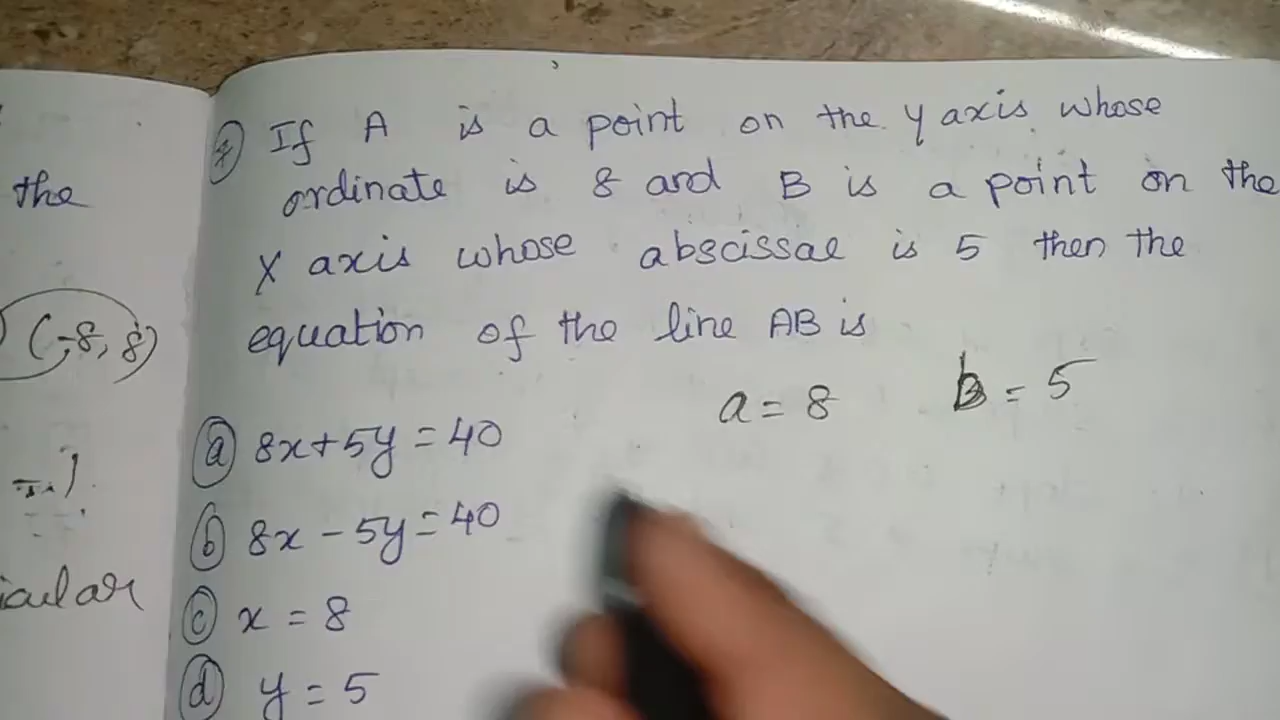 the
(-8, 8)
icular
7 If A is a point on the y axis whose
ordinate is 8 and B is a point on the
X axis whose abscissae is 5 then the
equation of the line AB is
a = 8 b = 5
a 8x+5y = 40
b 8x - 5y = 40
c x = 8
d y = 5